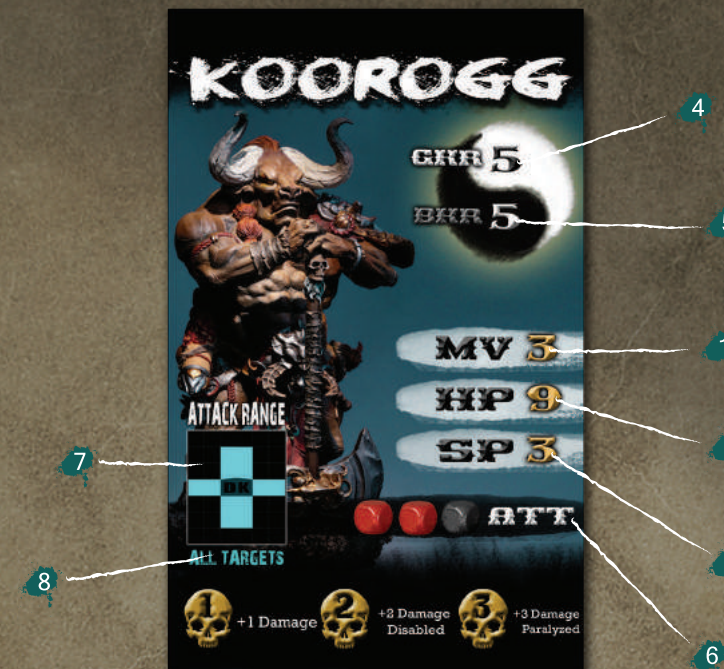 KOOROGG
4
GKR 5
BKR 5
MV 3
HP 9
SP 3
ATTACK RANGE
7
DK
ATT
ALL TARGETS
8
1 +1 Damage
2 +2 Damage
Disabled
3 +3 Damage
Paralyzed
6